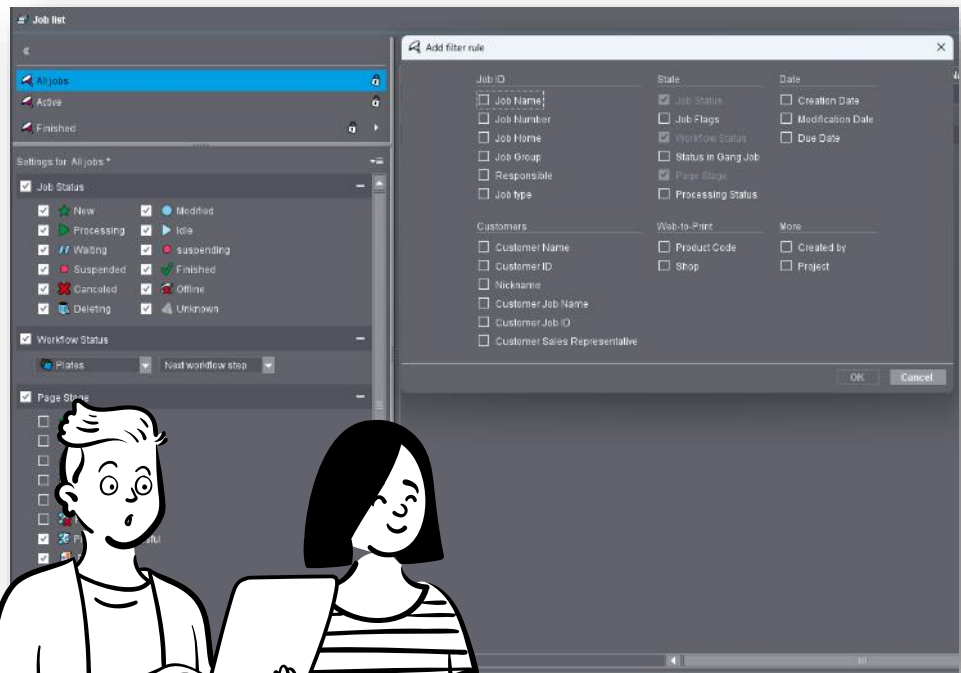 Job list
«
All jobs
Active
Finished
Settings for All jobs *
Job Status
New
Modified
Processing
Idle
Waiting
suspending
Suspended
Finished
Canceled
Offline
Deleting
Unknown
Workflow Status
Plates
Next workflow step
Page Stage
Add filter rule
Job ID
Job Name
Job Number
Job Home
Job Group
Responsible
Job type
State
Job Status
Job Flags
Workflow Status
Status in Gang Job
Page Stage
Processing Status
Date
Creation Date
Modification Date
Due Date
Customers
Customer Name
Customer ID
Nickname
Customer Job Name
Customer Job ID
Customer Sales Representative
Web-to-Print
Product Code
Shop
More
Created by
Project
OK
Cancel